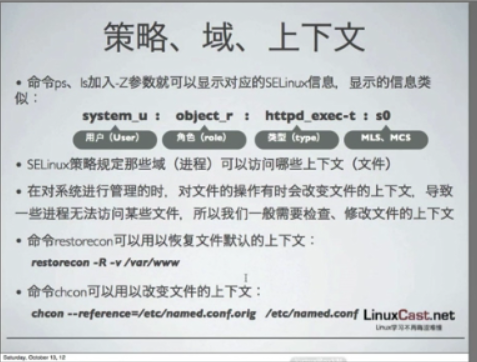 策略、域、上下文
• 命令ps、ls加入-Z参数就可以显示对应的SELinux信息，显示的信息类
似：
system_u : object_r : httpd_exec-t : s0
用户（User） 角色（role） 类型（type） MLS、MCS
• SELinux策略规定那些域（进程）可以访问哪些上下文（文件）
• 在对系统进行管理的时，对文件的操作有时会改变文件的上下文，导致
一些进程无法访问某些文件，所以我们一般需要检查、修改文件的上下文
• 命令restorecon可以用以恢复文件默认的上下文：
restorecon -R -v /var/www
• 命令chcon可以用以改变文件的上下文：
chcon --reference=/etc/named.conf.orig /etc/named.conf LinuxCast.net
Linux学习不再路漫难懂
Saturday, October 13, 12